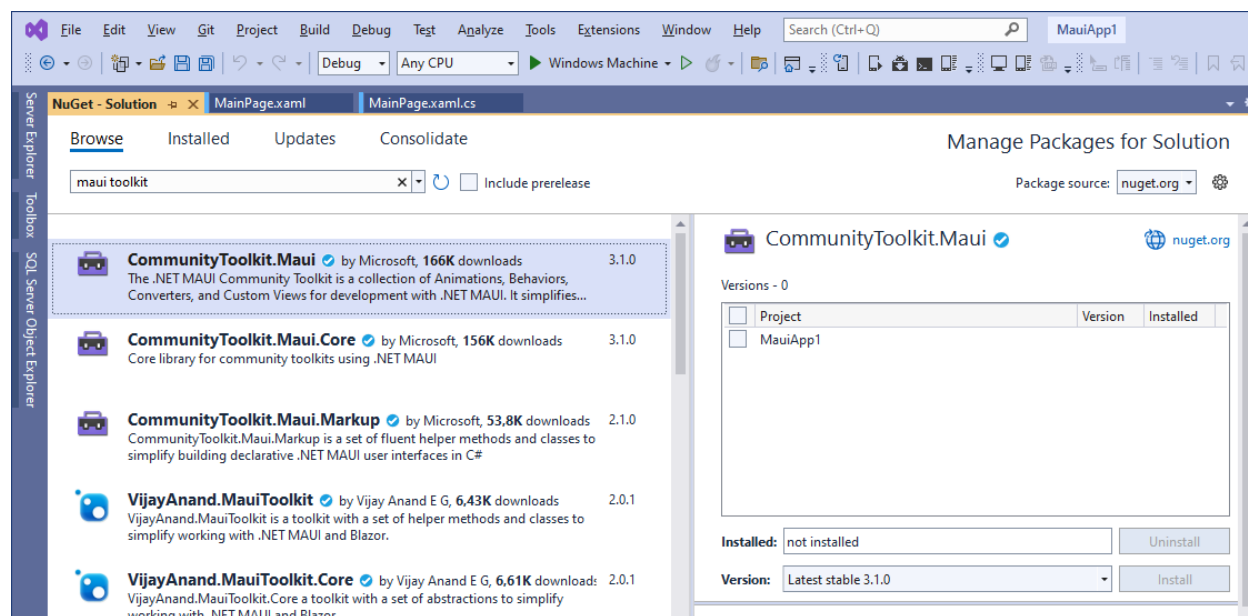 File Edit View Git Project Build Debug Test Analyze Tools Extensions Window Help Search (Ctrl+Q) MauiApp1
Debug Any CPU Windows Machine
NuGet - Solution MainPage.xaml MainPage.xaml.cs
Server Explorer
Toolbox
SQL Server Object Explorer
Browse Installed Updates Consolidate
Manage Packages for Solution
maui toolkit
Include prerelease
Package source: nuget.org
CommunityToolkit.Maui by Microsoft, 166K downloads 3.1.0
The .NET MAUI Community Toolkit is a collection of Animations, Behaviors,
Converters, and Custom Views for development with .NET MAUI. It simplifies...
CommunityToolkit.Maui.Core by Microsoft, 156K downloads 3.1.0
Core library for community toolkits using .NET MAUI
CommunityToolkit.Maui.Markup by Microsoft, 53,8K downloads 2.1.0
CommunityToolkit.Maui.Markup is a set of fluent helper methods and classes to
simplify building declarative .NET MAUI user interfaces in C#
VijayAnand.MauiToolkit by Vijay Anand E G, 6,43K downloads 2.0.1
VijayAnand.MauiToolkit is a toolkit with a set of helper methods and classes to
simplify working with .NET MAUI and Blazor.
VijayAnand.MauiToolkit.Core by Vijay Anand E G, 6,61K download 2.0.1
VijayAnand.MauiToolkit.Core a toolkit with a set of abstractions to simplify
working with .NET MAUI and Blazor
CommunityToolkit.Maui nuget.org
Versions - 0
Project Version Installed
MauiApp1
Installed: not installed Uninstall
Version: Latest stable 3.1.0 Install